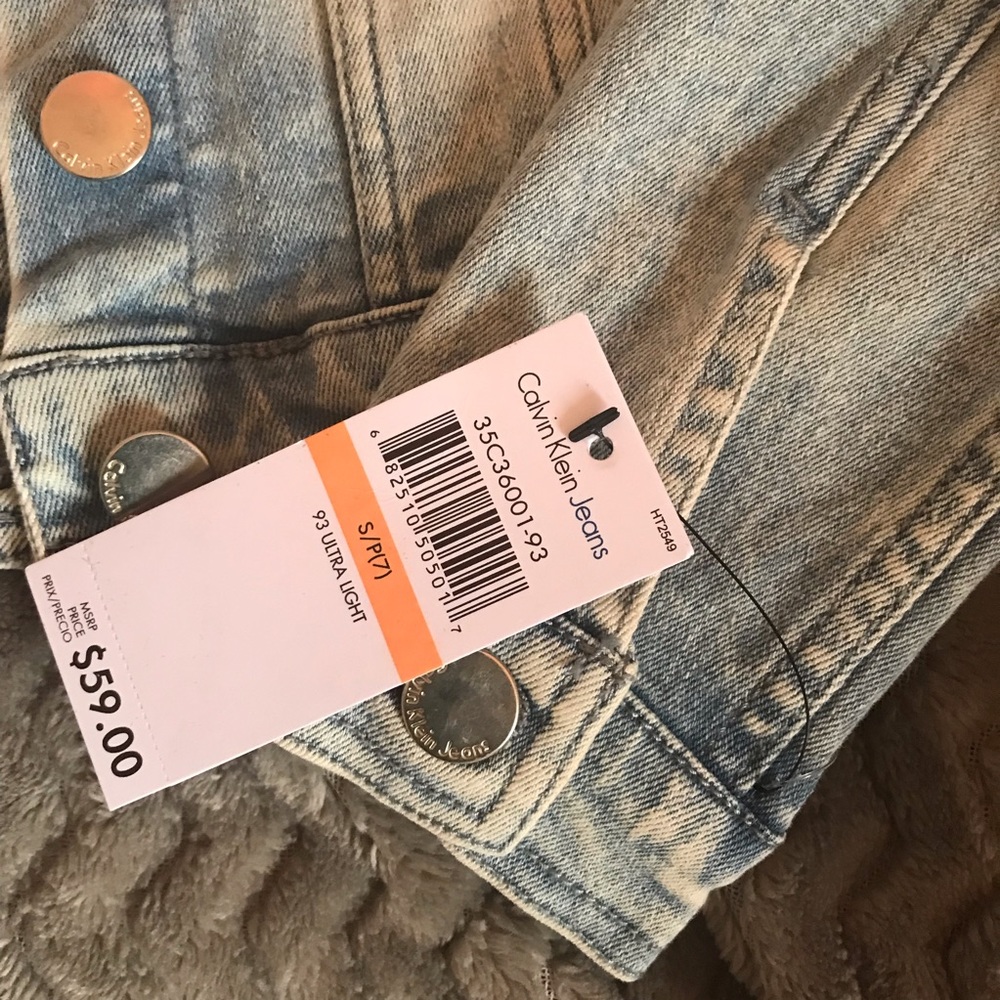 Calvin Klein Jeans
HT2549
35C36001-93
6 82510 50501 7
S/P(7)
93 ULTRA LIGHT
MSRP
PRICE
PRIX/PRECIO
$59.00
Calvin Klein
Calvin
Klein Jeans